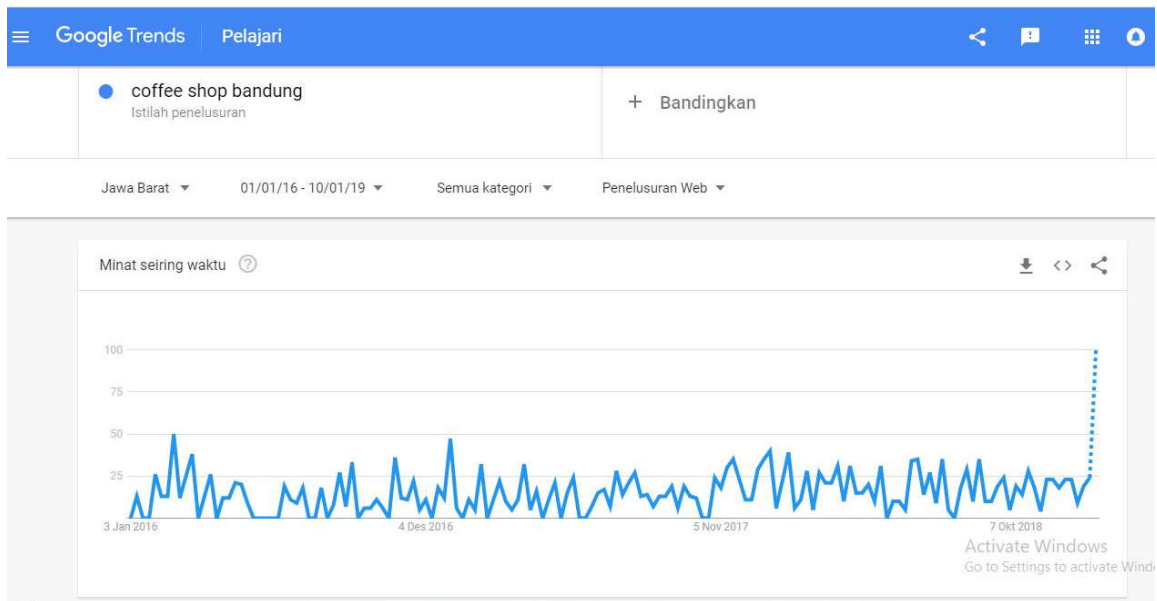 Google Trends Pelajari
coffee shop bandung
Istilah penelusuran
+ Bandingkan
Jawa Barat 01/01/16 - 10/01/19 Semua kategori Penelusuran Web
Minat seiring waktu ?
100
75
50
25
3 Jan 2016 4 Des 2016 5 Nov 2017 7 Okt 2018
Activate Windows
Go to Settings to activate